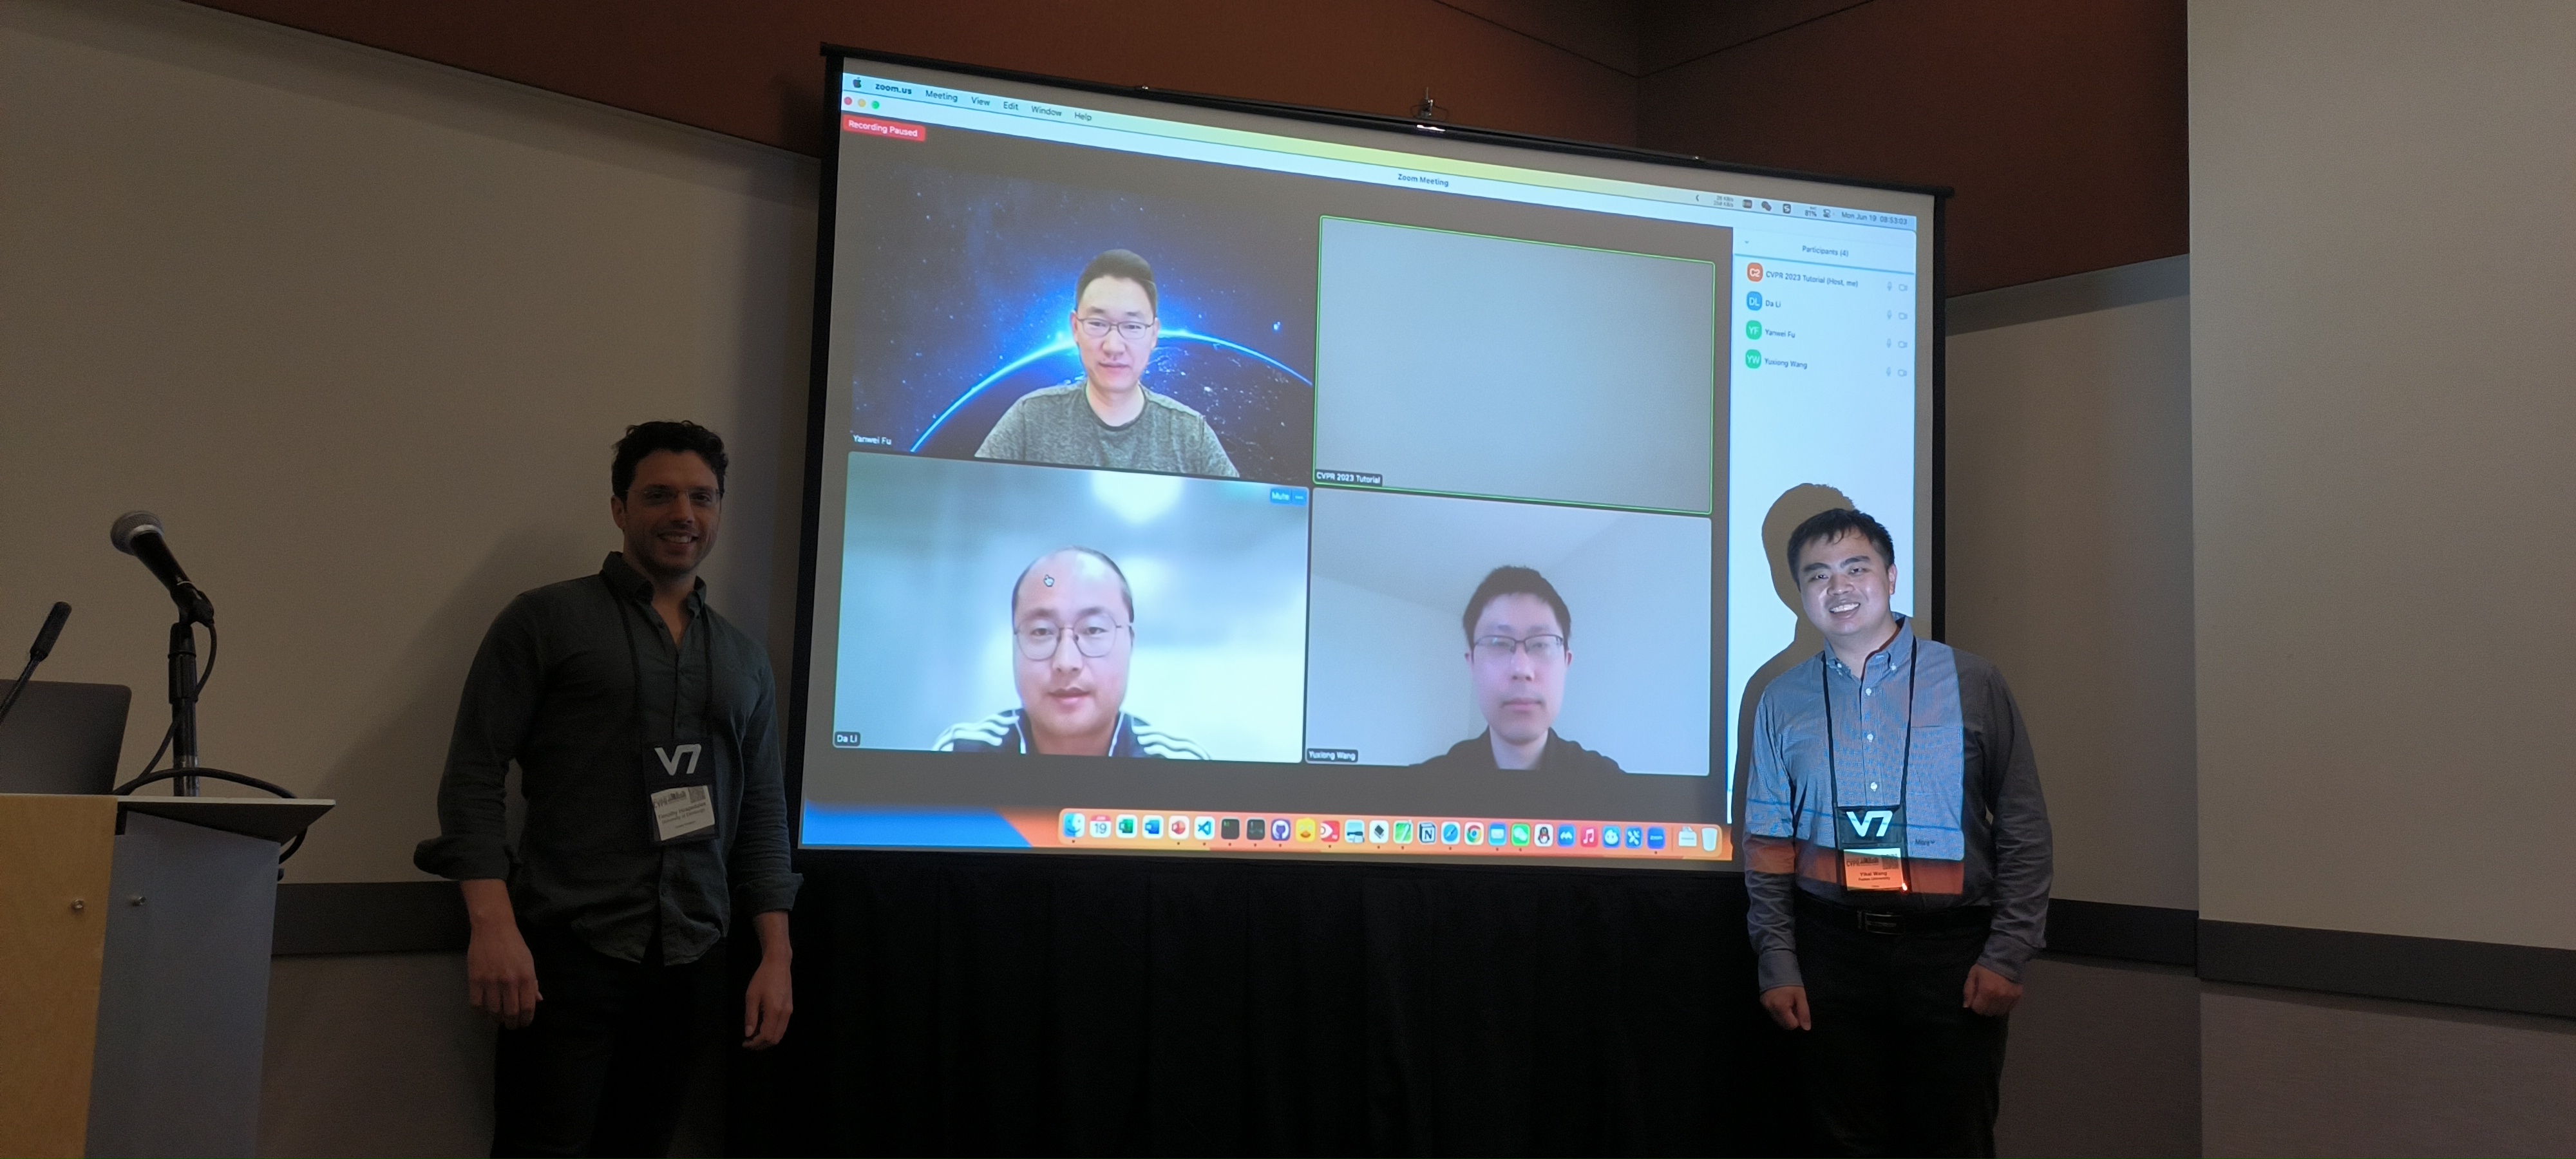 zoom.us Meeting View Edit Window Help
Mon Jun 19 08:53:03
Recording Paused
Zoom Meeting
Participants (4)
C2 CVPR 2023 Tutorial (Host, me)
DL Da Li
YF Yanwei Fu
YW Yuxiong Wang
Yanwei Fu
CVPR 2023 Tutorial
Mute
Da Li
Yuxiong Wang
19
V7
V7
Yikai Wang
Fudan University